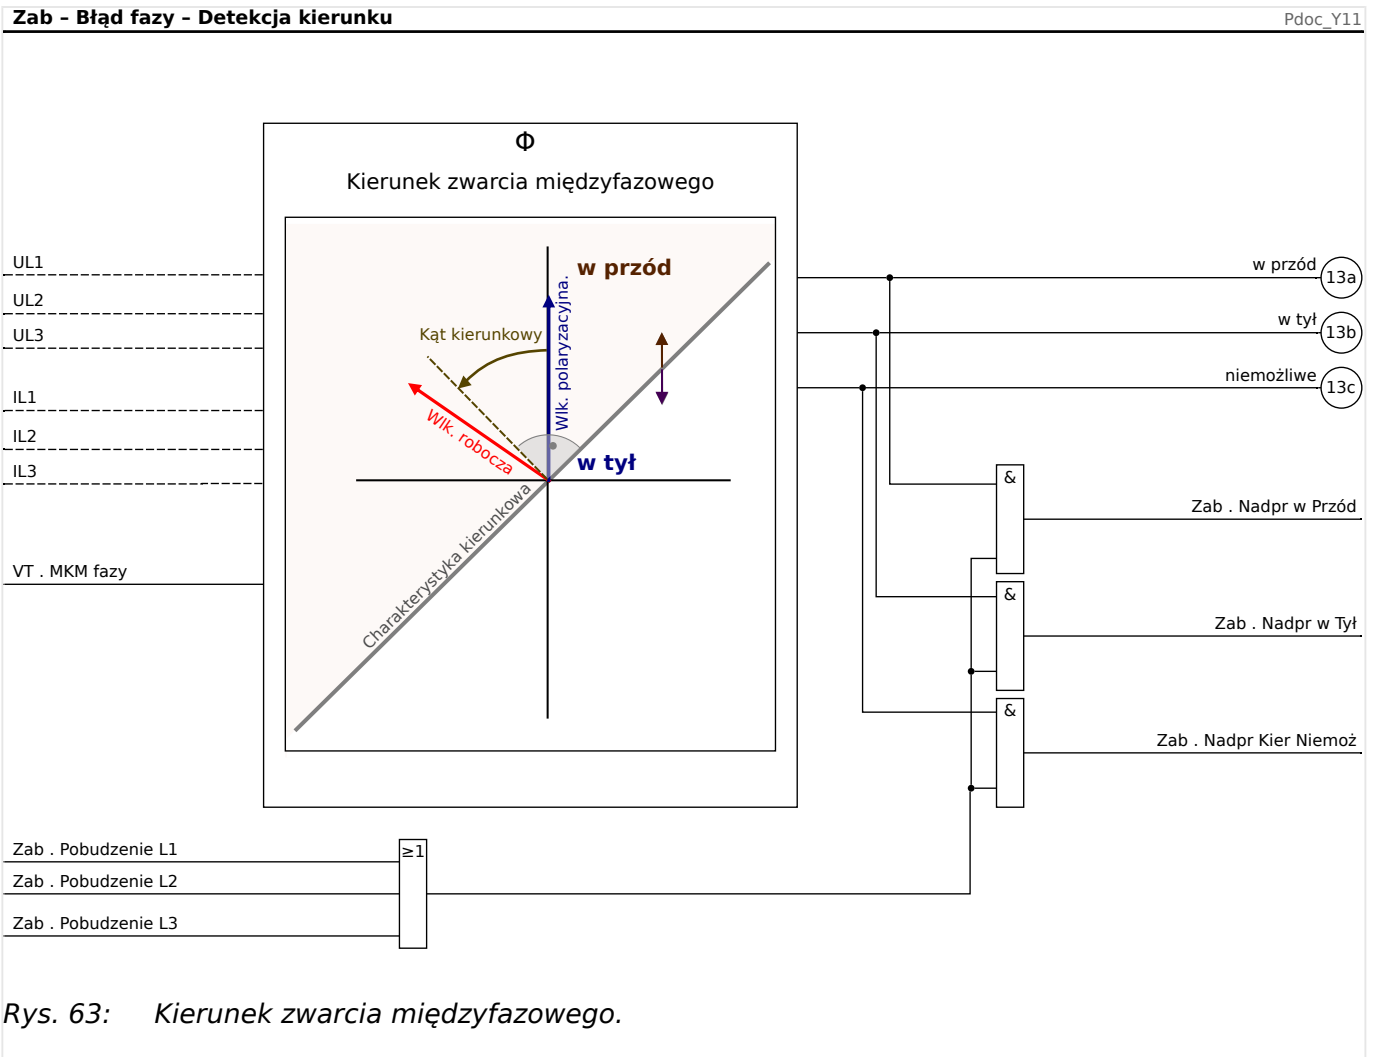 Zab – Błąd fazy – Detekcja kierunku
Pdoc_Y11
Φ
Kierunek zwarcia międzyfazowego
UL1
UL2
UL3
IL1
IL2
IL3
VT . MKM fazy
w przód
Kąt kierunkowy
Wlk. polaryzacyjna.
Wlk. robocza
w tył
Charakterystyka kierunkowa
w przód
13a
w tył
13b
niemożliwe
13c
&
Zab . Nadpr w Przód
&
Zab . Nadpr w Tył
&
Zab . Nadpr Kier Niemoż
Zab . Pobudzenie L1
≥1
Zab . Pobudzenie L2
Zab . Pobudzenie L3
Rys. 63: Kierunek zwarcia międzyfazowego.